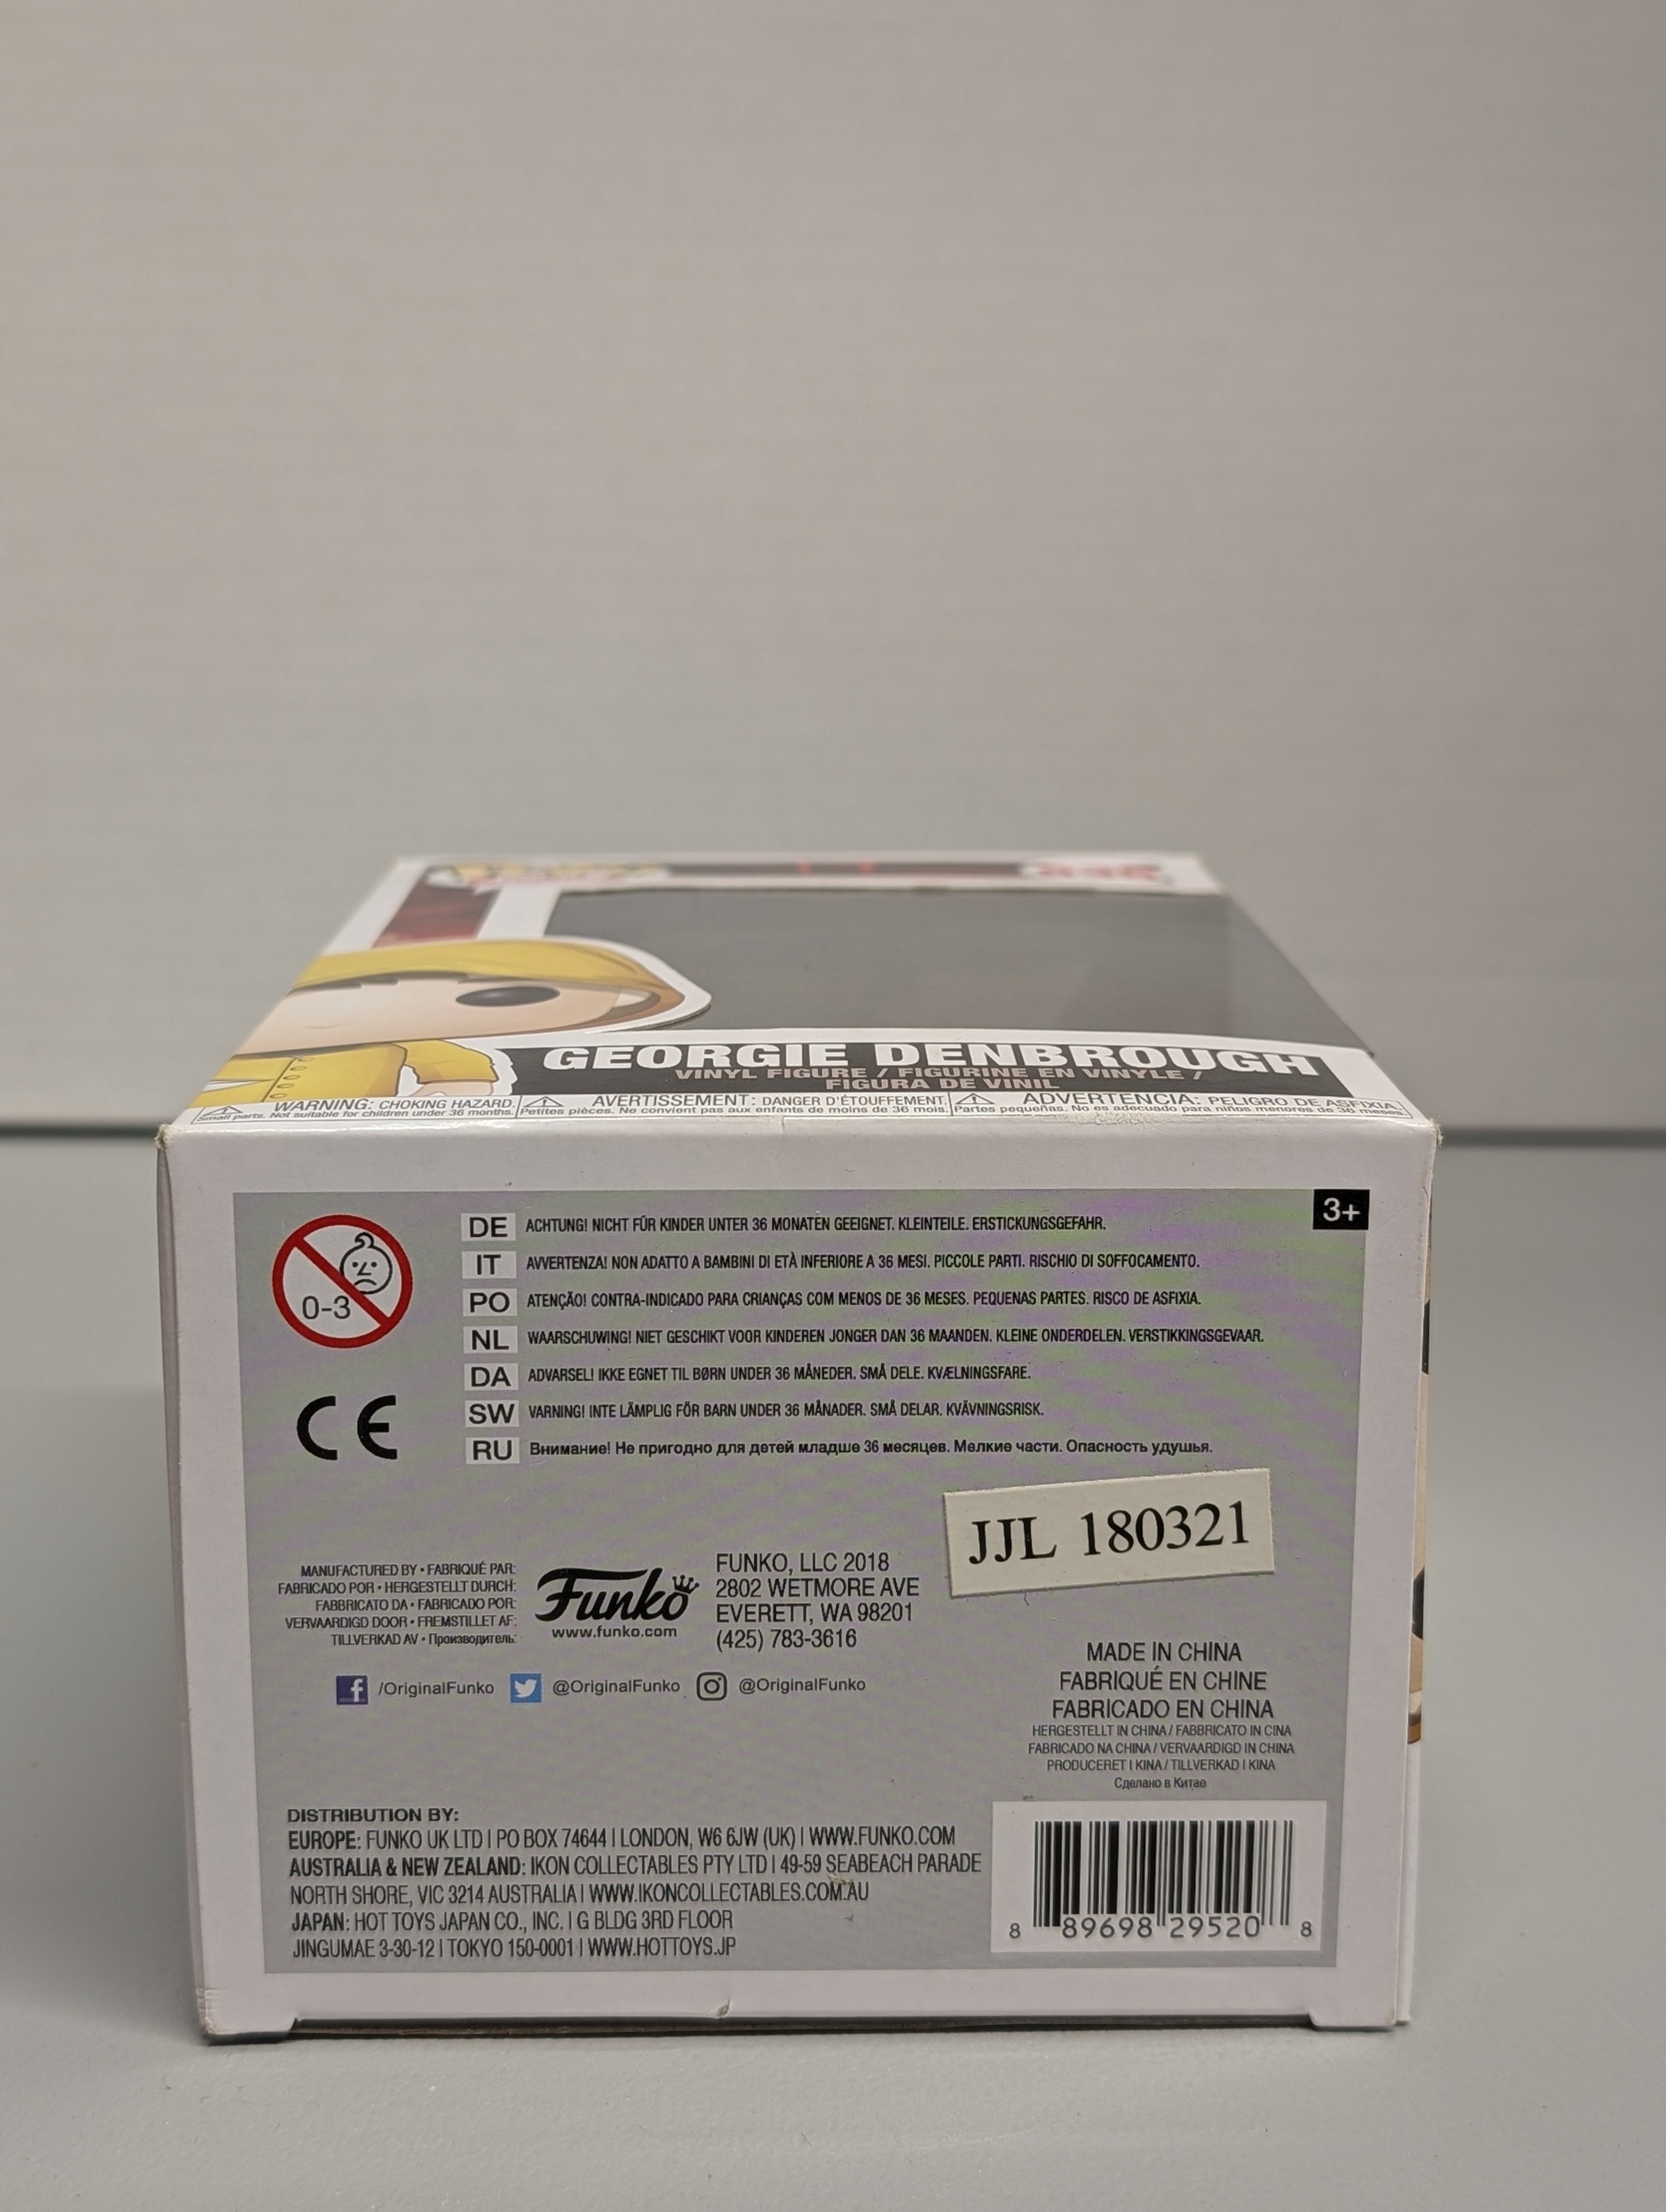 GEORGIE DENBROUGH
VINYL FIGURE / FIGURINE EN VINYLE /
FIGURA DE VINIL
WARNING: CHOKING HAZARD.
Small parts. Not suitable for children under 36 months.
AVERTISSEMENT: DANGER D'ÉTOUFFEMENT.
Petites pièces. Ne convient pas aux enfants de moins de 36 mois.
ADVERTENCIA: PELIGRO DE ASFIXIA.
Partes pequeñas. No es adecuado para niños menores de 36 meses.
3+
0-3
DE ACHTUNG! NICHT FÜR KINDER UNTER 36 MONATEN GEEIGNET. KLEINTEILE. ERSTICKUNGSGEFAHR.
IT AVVERTENZA! NON ADATTO A BAMBINI DI ETÀ INFERIORE A 36 MESI. PICCOLE PARTI. RISCHIO DI SOFFOCAMENTO.
PO ATENÇÃO! CONTRA-INDICADO PARA CRIANÇAS COM MENOS DE 36 MESES. PEQUENAS PARTES. RISCO DE ASFIXIA.
NL WAARSCHUWING! NIET GESCHIKT VOOR KINDEREN JONGER DAN 36 MAANDEN. KLEINE ONDERDELEN. VERSTIKKINGSGEVAAR.
DA ADVARSEL! IKKE EGNET TIL BØRN UNDER 36 MÅNEDER. SMÅ DELE. KVÆLNINGSFARE.
SW VARNING! INTE LÄMPLIG FÖR BARN UNDER 36 MÅNADER. SMÅ DELAR. KVÄVNINGSRISK.
RU Внимание! Не пригодно для детей младше 36 месяцев. Мелкие части. Опасность удушья.
CE
JJL 180321
MANUFACTURED BY • FABRIQUÉ PAR:
FABRICADO POR • HERGESTELLT DURCH:
FABBRICATO DA • FABRICADO POR:
VERVAARDIGD DOOR • FREMSTILLET AF:
TILLVERKAD AV • Производитель:
Funko
www.funko.com
FUNKO, LLC 2018
2802 WETMORE AVE
EVERETT, WA 98201
(425) 783-3616
/OriginalFunko @OriginalFunko @OriginalFunko
MADE IN CHINA
FABRIQUÉ EN CHINE
FABRICADO EN CHINA
HERGESTELLT IN CHINA / FABBRICATO IN CINA
FABRICADO NA CHINA / VERVAARDIGD IN CHINA
PRODUCERET I KINA / TILLVERKAD I KINA
Сделано в Китае
DISTRIBUTION BY:
EUROPE: FUNKO UK LTD | PO BOX 74644 | LONDON, W6 6JW (UK) | WWW.FUNKO.COM
AUSTRALIA & NEW ZEALAND: IKON COLLECTABLES PTY LTD | 49-59 SEABEACH PARADE
NORTH SHORE, VIC 3214 AUSTRALIA | WWW.IKONCOLLECTABLES.COM.AU
JAPAN: HOT TOYS JAPAN CO., INC. | G BLDG 3RD FLOOR
JINGUMAE 3-30-12 | TOKYO 150-0001 | WWW.HOTTOYS.JP
8 89698 29520 8